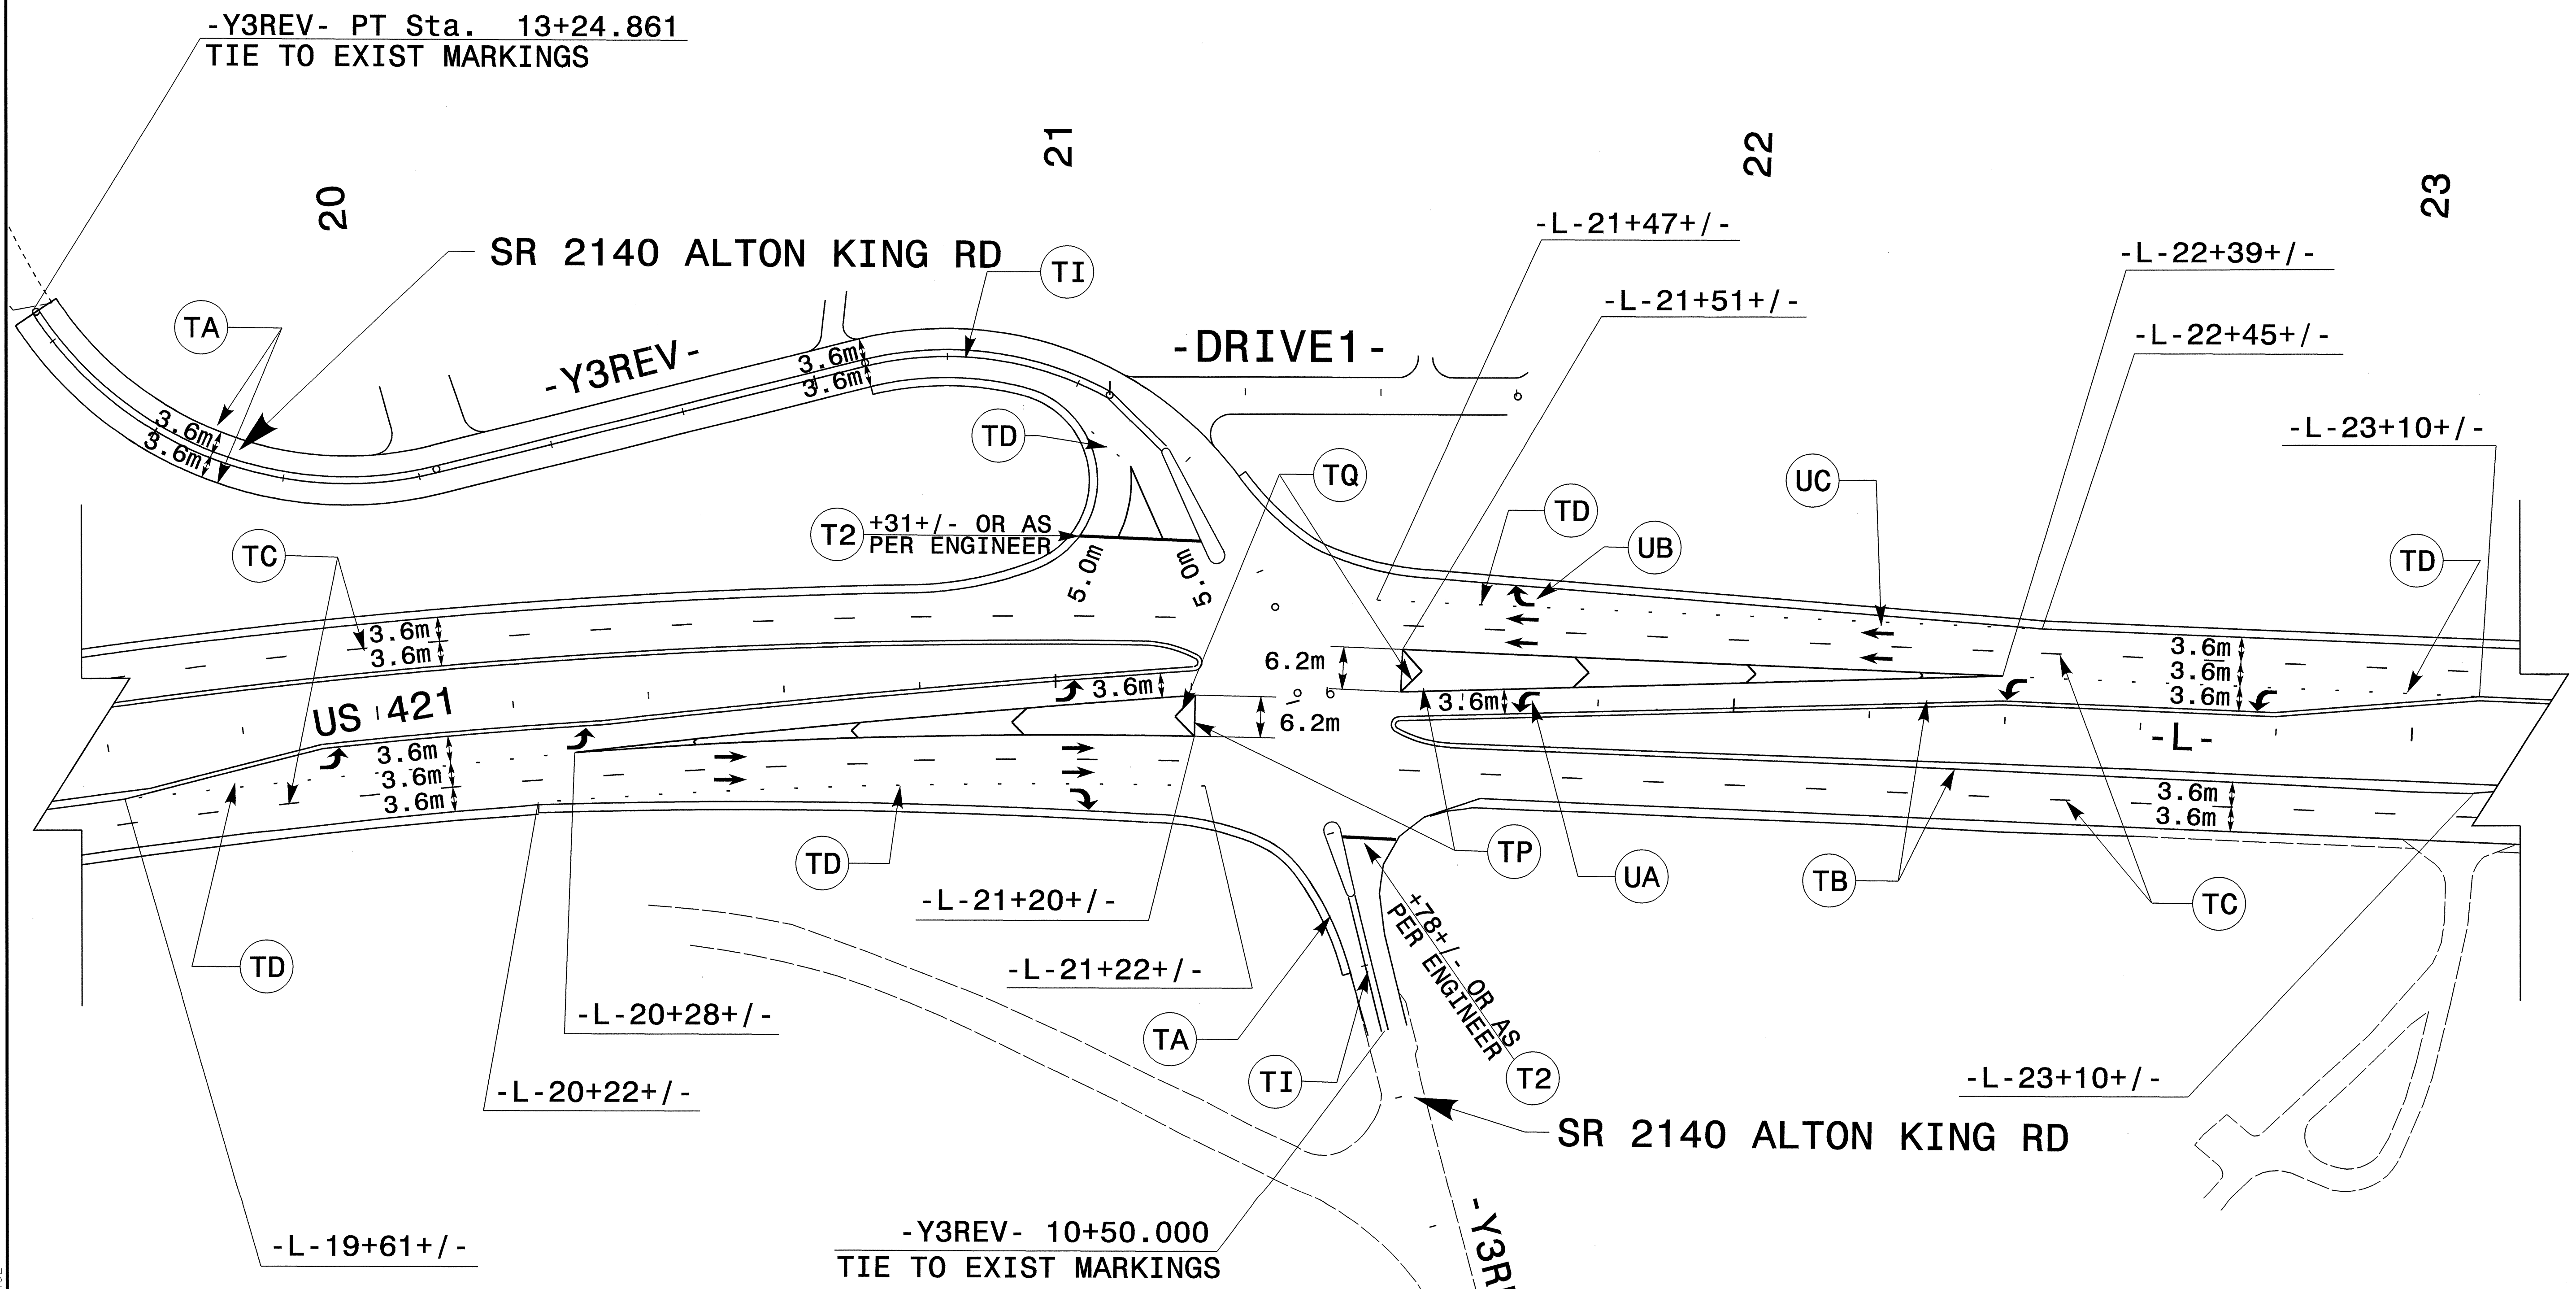 -Y3REV- PT Sta. 13+24.861
TIE TO EXIST MARKINGS
20
21
22
23
SR 2140 ALTON KING RD
TI
TA
-Y3REV-
3.6m
3.6m
3.6m
3.6m
-DRIVE1-
-L-21+47+/-
-L-21+51+/-
-L-22+39+/-
-L-22+45+/-
-L-23+10+/-
TD
TQ
UC
TD
UB
TD
T2
+31+/- OR AS
PER ENGINEER
5.0m
5.0m
TC
3.6m
3.6m
US 421
3.6m
6.2m
6.2m
3.6m
3.6m
3.6m
3.6m
-L-
3.6m
3.6m
3.6m
3.6m
3.6m
TD
TD
TP
UA
TB
TC
-L-21+20+/-
-L-21+22+/-
-L-20+28+/-
-L-20+22+/-
-L-19+61+/-
TA
TI
+78+/- OR AS
PER ENGINEER
T2
SR 2140 ALTON KING RD
-L-23+10+/-
-Y3REV- 10+50.000
TIE TO EXIST MARKINGS